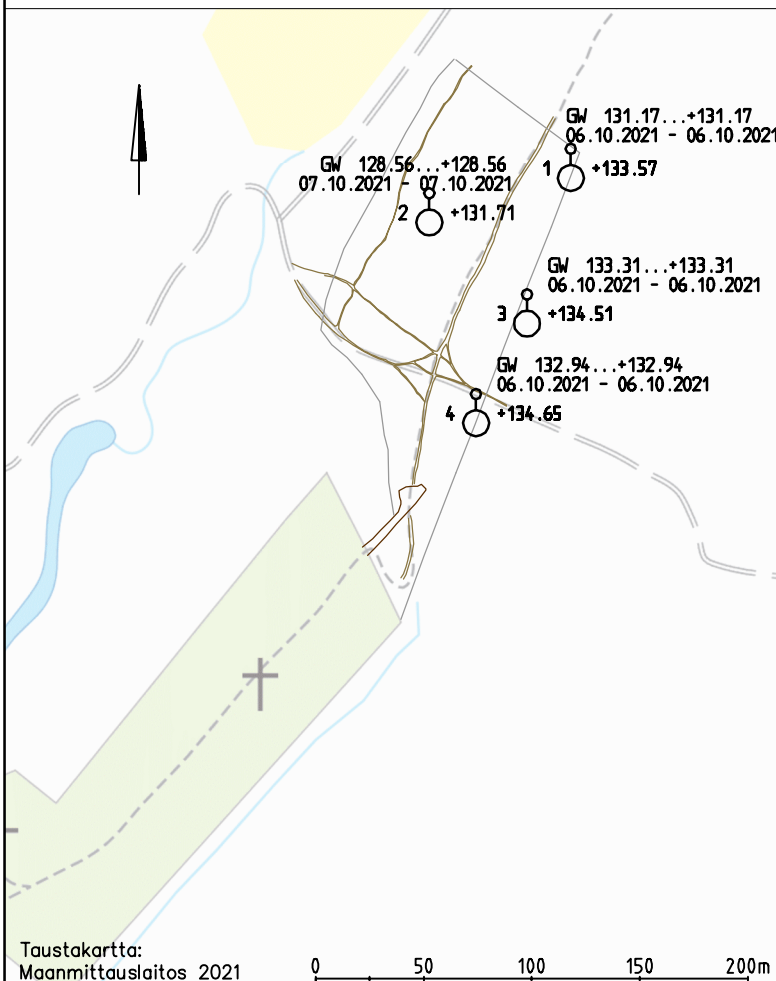 GW 131.17...+131.17
06.10.2021 - 06.10.2021
1 +133.57
GW 128.56...+128.56
07.10.2021 - 07.10.2021
2 +131.71
GW 133.31...+133.31
06.10.2021 - 06.10.2021
3 +134.51
GW 132.94...+132.94
06.10.2021 - 06.10.2021
4 +134.65
Taustakartta:
Maanmittauslaitos 2021
0 50 100 150 200m